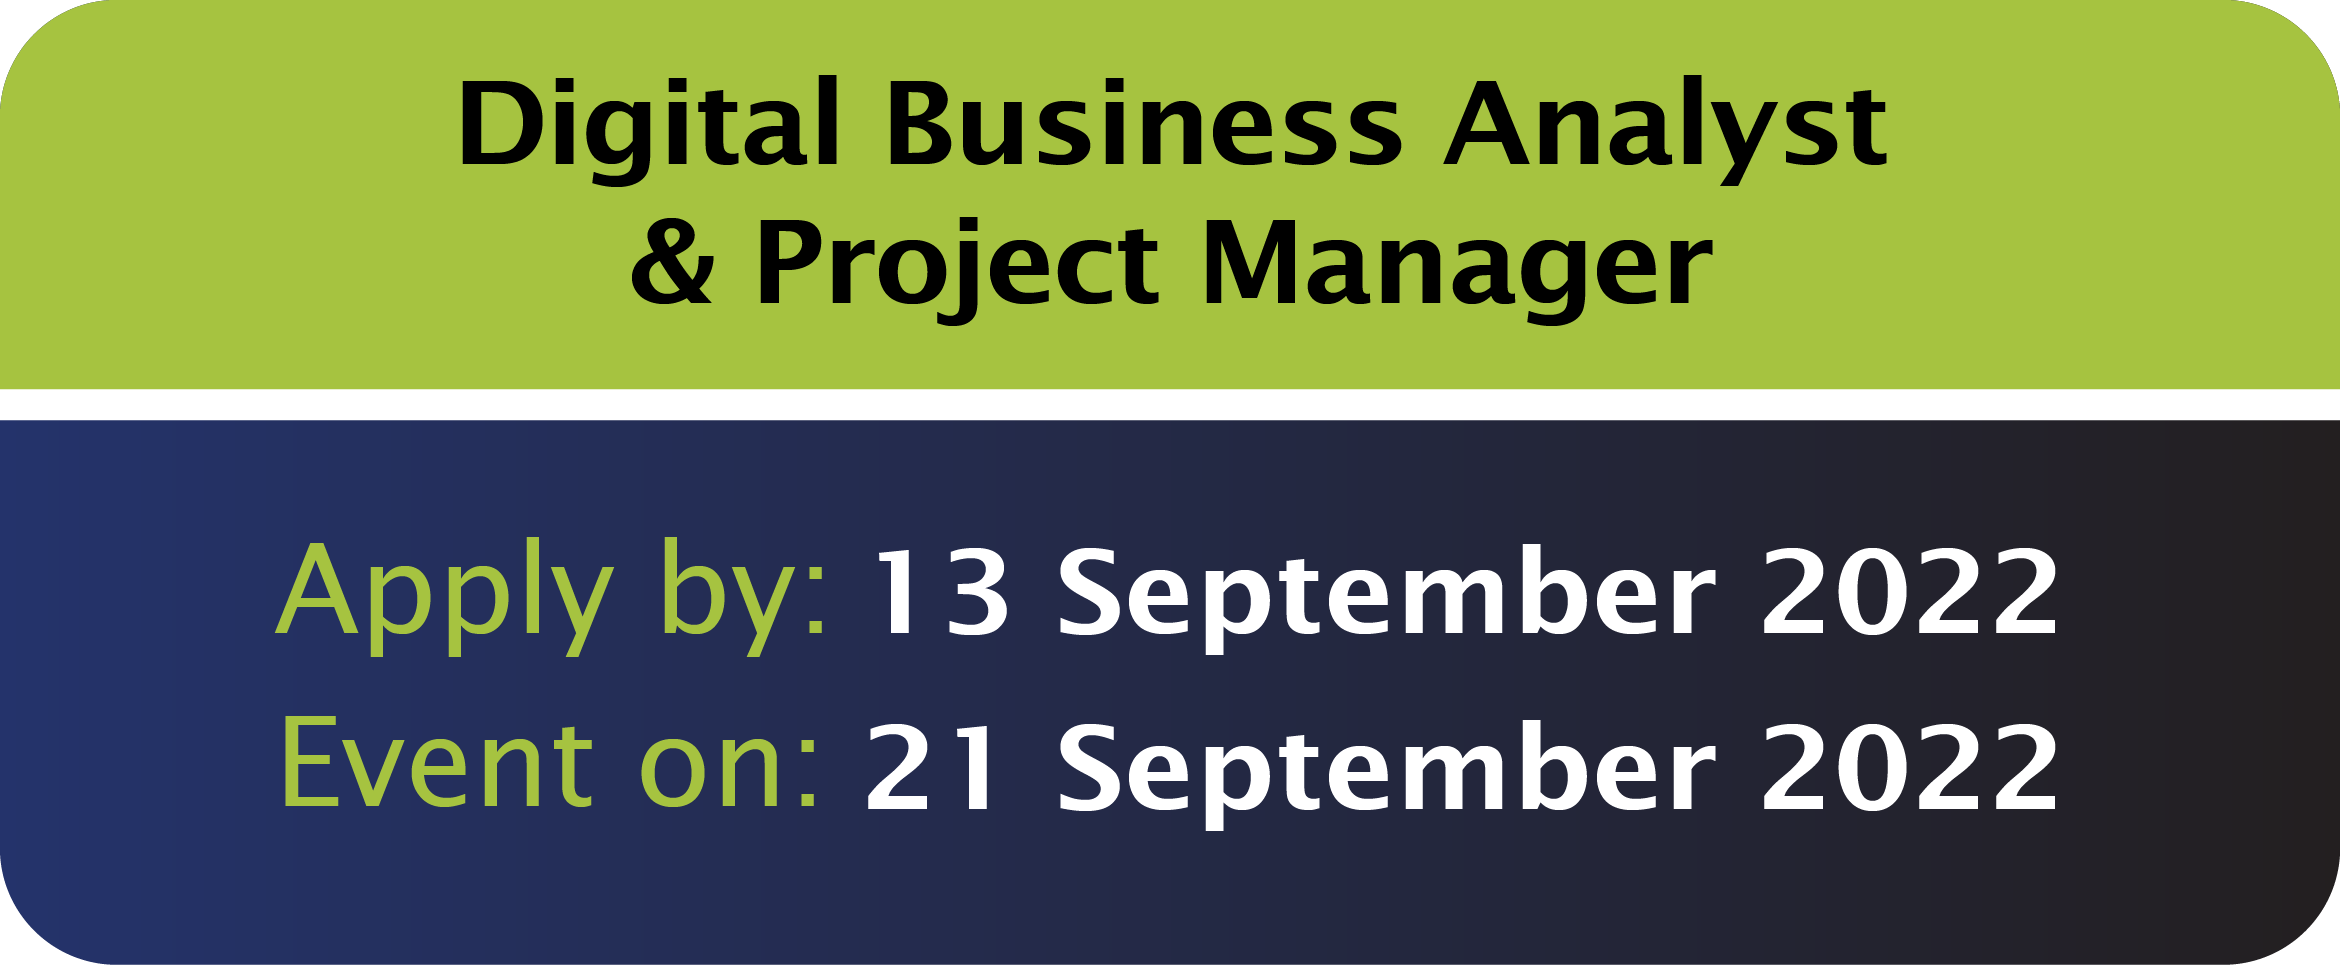 Digital Business Analyst
& Project Manager
Apply by: 13 September 2022
Event on: 21 September 2022